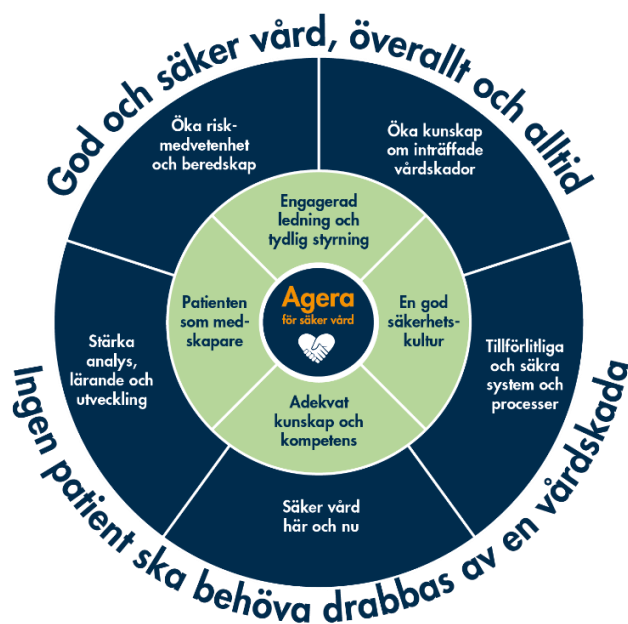 God och säker vård, överallt och alltid
Öka risk-
medvetenhet
och beredskap
Öka kunskap
om inträffade
vårdskador
Engagerad
ledning och
tydlig styrning
Patienten
som med-
skapare
Agera
för säker vård
En god
säkerhets-
kultur
Stärka
analys,
lärande och
utveckling
Tillförlitliga
och säkra
system och
processer
Adekvat
kunskap och
kompetens
Säker vård
här och nu
Ingen patient ska behöva drabbas av en vårdskada